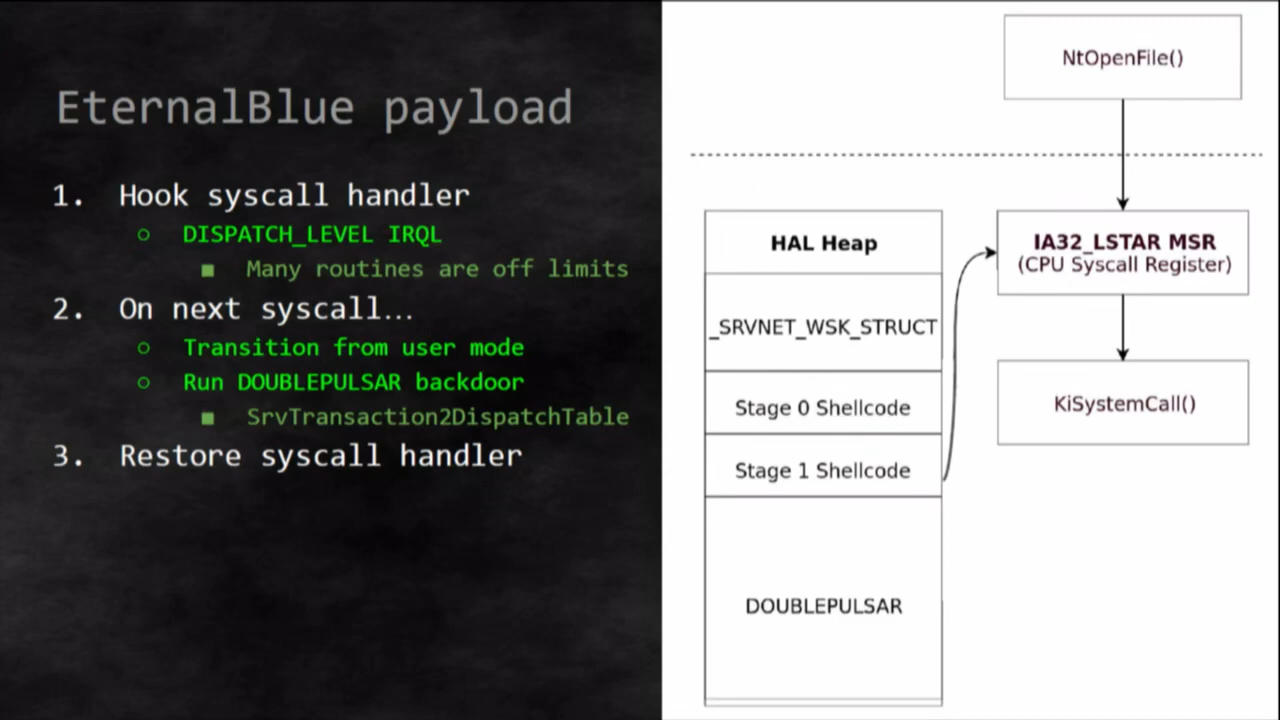 EternalBlue payload
1. Hook syscall handler
○ DISPATCH_LEVEL IRQL
■ Many routines are off limits
2. On next syscall…
○ Transition from user mode
○ Run DOUBLEPULSAR backdoor
■ SrvTransaction2DispatchTable
3. Restore syscall handler
NtOpenFile()
HAL Heap
_SRVNET_WSK_STRUCT
Stage 0 Shellcode
Stage 1 Shellcode
DOUBLEPULSAR
IA32_LSTAR MSR
(CPU Syscall Register)
KiSystemCall()